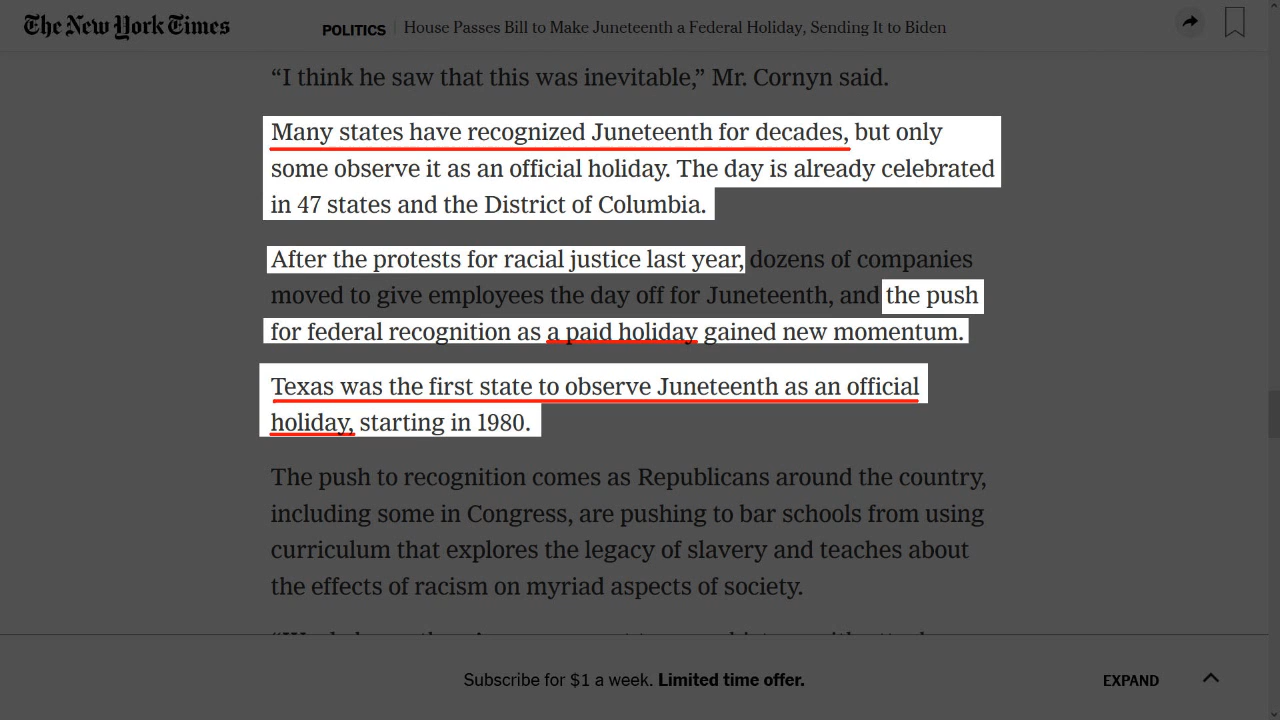 The New York Times
POLITICS | House Passes Bill to Make Juneteenth a Federal Holiday, Sending It to Biden
“I think he saw that this was inevitable,” Mr. Cornyn said.
Many states have recognized Juneteenth for decades, but only
some observe it as an official holiday. The day is already celebrated
in 47 states and the District of Columbia.
After the protests for racial justice last year, dozens of companies
moved to give employees the day off for Juneteenth, and the push
for federal recognition as a paid holiday gained new momentum.
Texas was the first state to observe Juneteenth as an official
holiday, starting in 1980.
The push to recognition comes as Republicans around the country,
including some in Congress, are pushing to bar schools from using
curriculum that explores the legacy of slavery and teaches about
the effects of racism on myriad aspects of society.
Subscribe for $1 a week. Limited time offer.
EXPAND